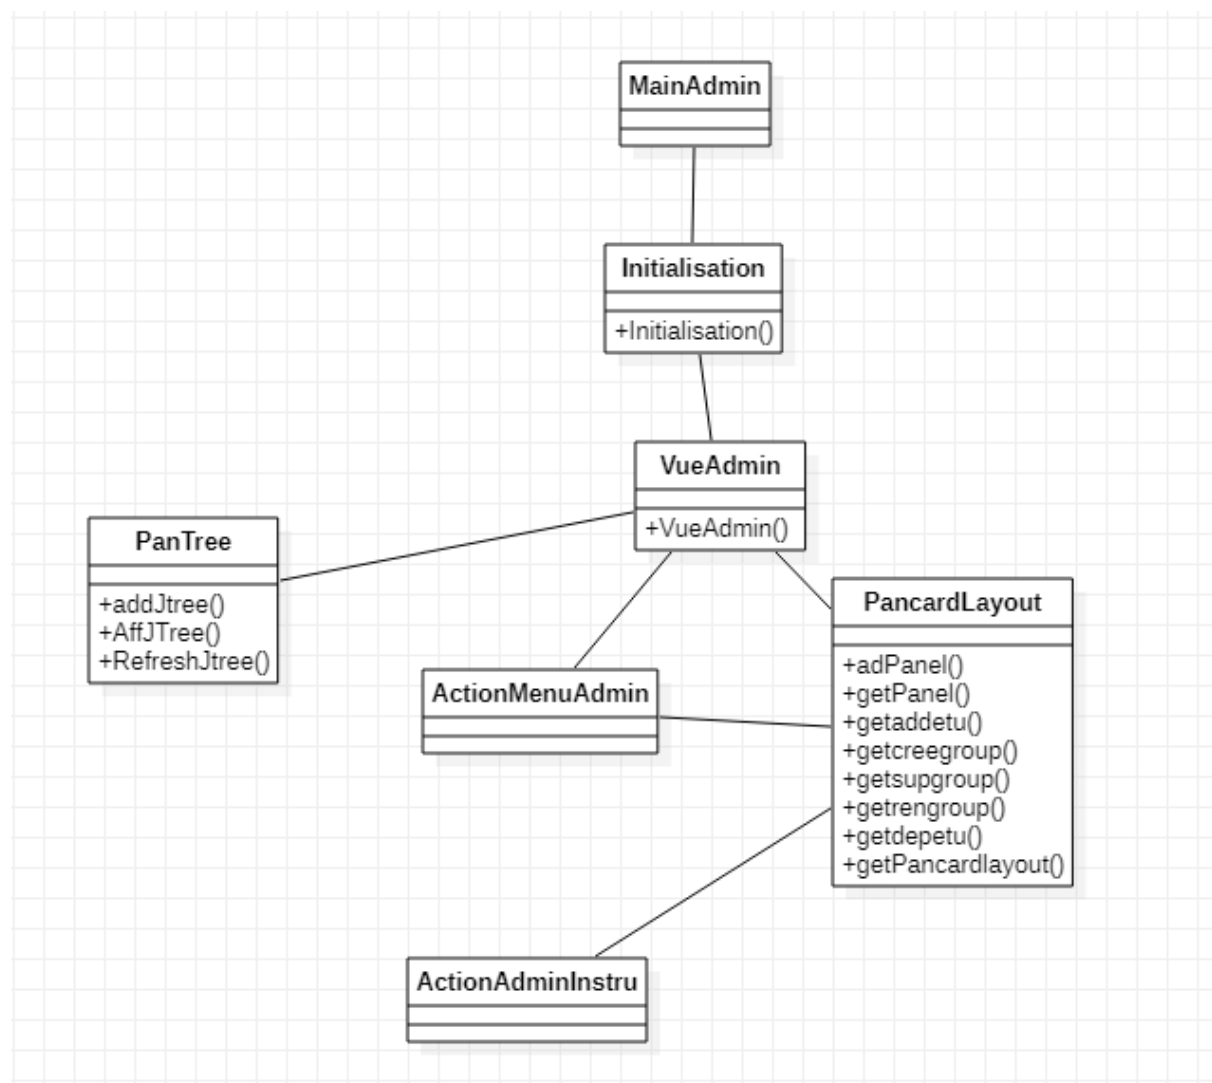 MainAdmin
Initialisation
+Initialisation()
VueAdmin
+VueAdmin()
PanTree
+addJtree()
+AffJTree()
+RefreshJtree()
PancardLayout
+adPanel()
+getPanel()
+getaddetu()
+getcreegroup()
+getsupgroup()
+getrengroup()
+getdepetu()
+getPancardlayout()
ActionMenuAdmin
ActionAdminInstru